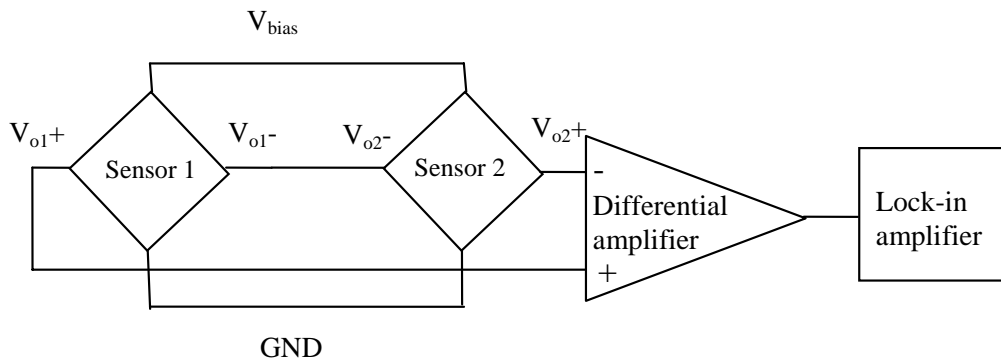 V_bias
V_o1+
V_o1-
V_o2-
V_o2+
Sensor 1
Sensor 2
-
Differential
amplifier
+
Lock-in
amplifier
GND